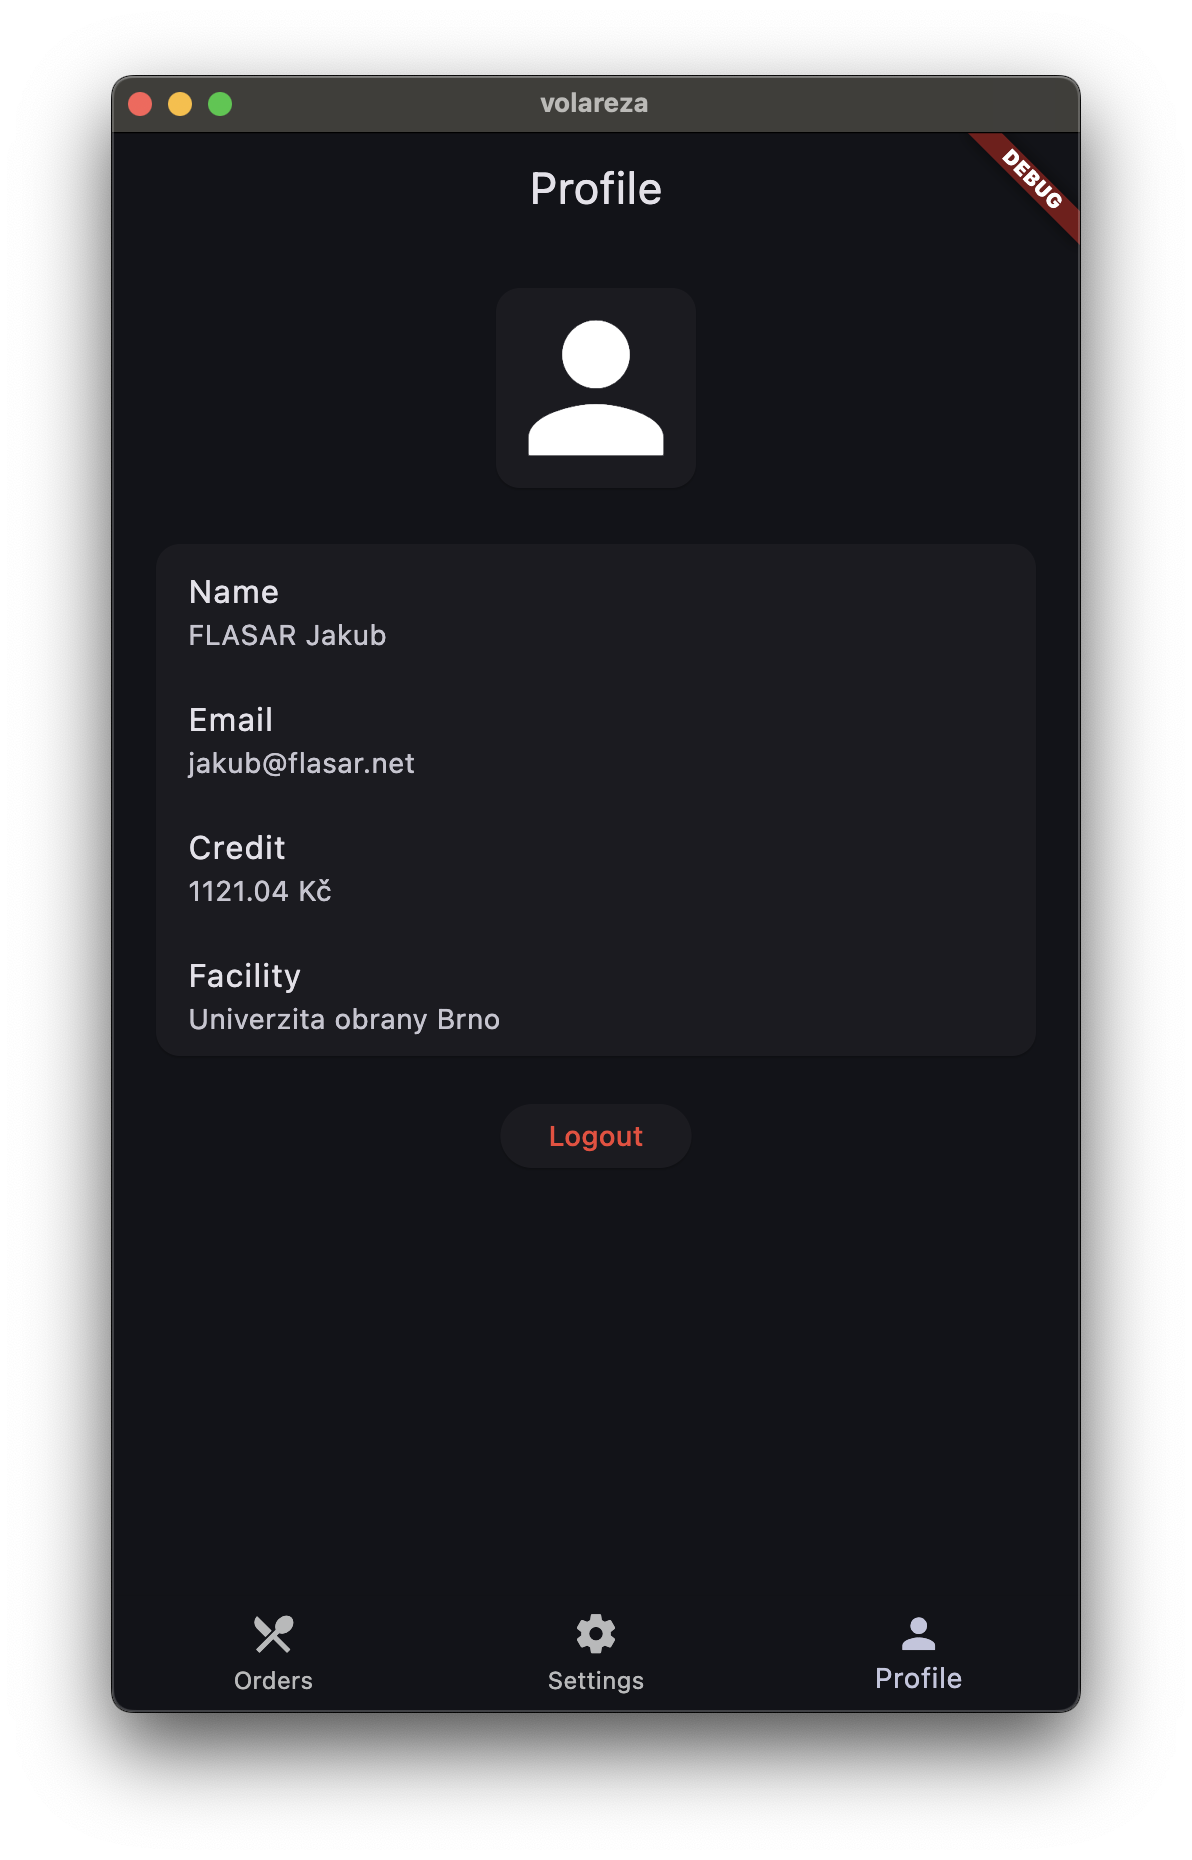 volareza
DEBUG
Profile
Name
FLASAR Jakub
Email
jakub@flasar.net
Credit
1121.04 Kč
Facility
Univerzita obrany Brno
Logout
Orders
Settings
Profile